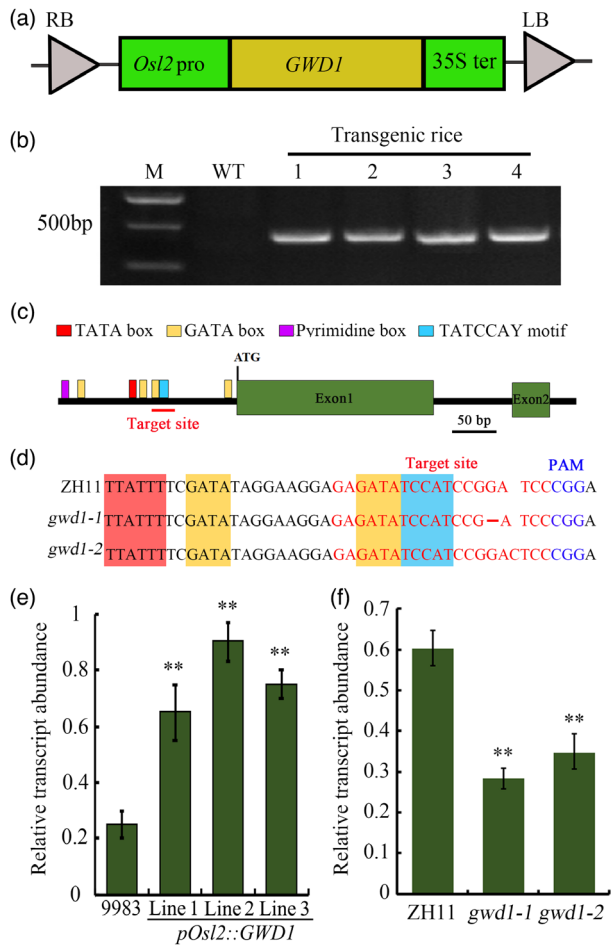 (a)
RB
LB
Osl2 pro
GWD1
35S ter
(b)
Transgenic rice
M WT 1 2 3 4
500bp
(c)
TATA box GATA box Pyrimidine box TATCCAY motif
ATG
Exon1
Exon2
Target site
50 bp
(d)
Target site PAM
ZH11 TTATTTTCGATATAGGAAGGAGAGATATCCATCCGGA TCCCGGA
gwd1-1 TTATTTTCGATATAGGAAGGAGAGATATCCATCCG–A TCCCGGA
gwd1-2 TTATTTTCGATATAGGAAGGAGAGATATCCATCCGGACTCCCGGA
(e)
Relative transcript abundance
1
0.8
0.6
0.4
0.2
0
**
**
**
9983 Line 1 Line 2 Line 3
pOsl2::GWD1
(f)
Relative transcript abundance
0.7
0.6
0.5
0.4
0.3
0.2
0.1
0
**
**
ZH11 gwd1-1 gwd1-2